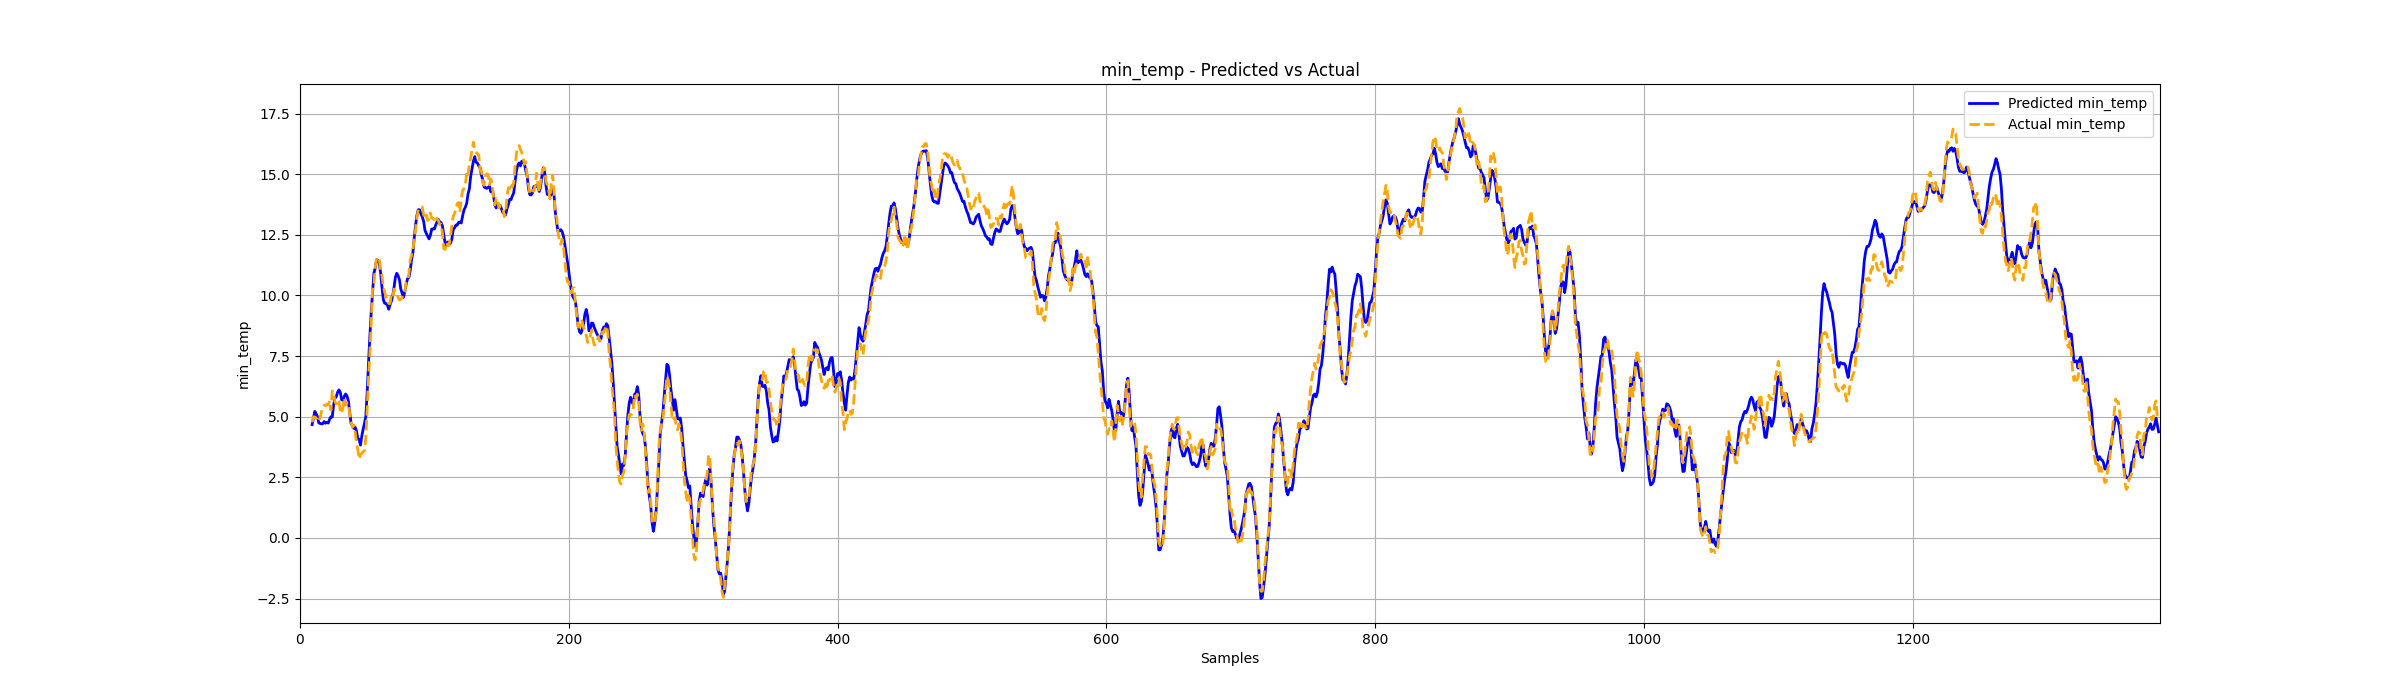 min_temp - Predicted vs Actual
Predicted min_temp
Actual min_temp
17.5
15.0
12.5
10.0
7.5
5.0
2.5
0.0
−2.5
min_temp
0 200 400 600 800 1000 1200
Samples